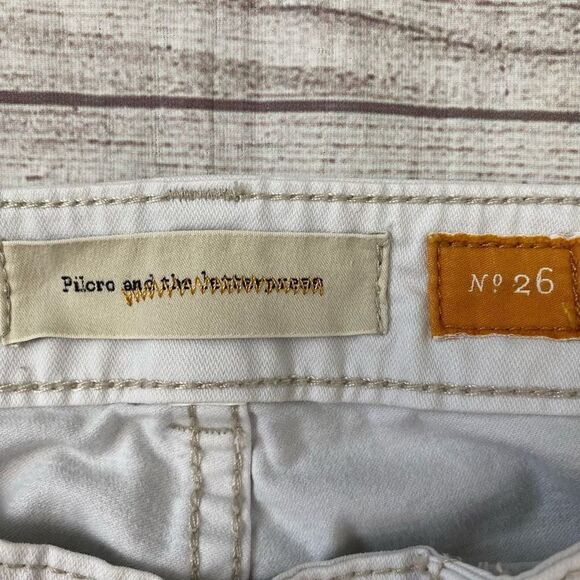 Pilcro and the letterpress
Nº 26